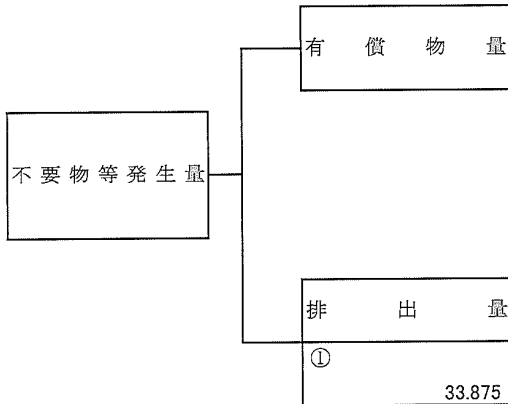 有償物量
不要物等発生量
排出量
①
33.875